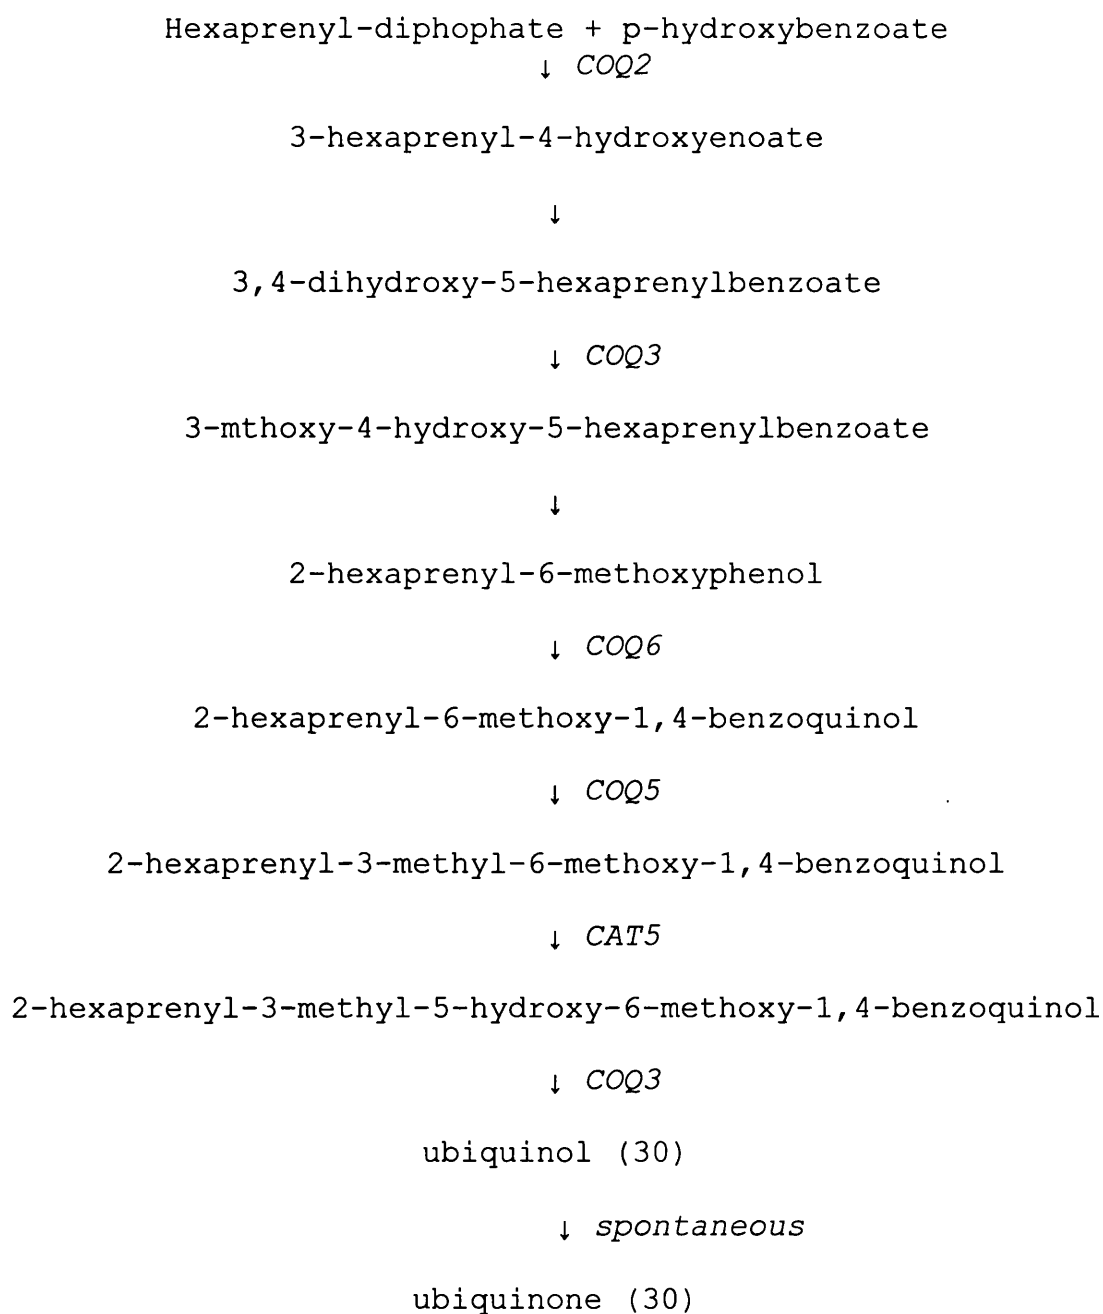 Hexaprenyl-diphophate + p-hydroxybenzoate
↓ COQ2
3-hexaprenyl-4-hydroxyenoate
↓
3,4-dihydroxy-5-hexaprenylbenzoate
↓ COQ3
3-mthoxy-4-hydroxy-5-hexaprenylbenzoate
↓
2-hexaprenyl-6-methoxyphenol
↓ COQ6
2-hexaprenyl-6-methoxy-1,4-benzoquinol
↓ COQ5
2-hexaprenyl-3-methyl-6-methoxy-1,4-benzoquinol
↓ CAT5
2-hexaprenyl-3-methyl-5-hydroxy-6-methoxy-1,4-benzoquinol
↓ COQ3
ubiquinol (30)
↓ spontaneous
ubiquinone (30)